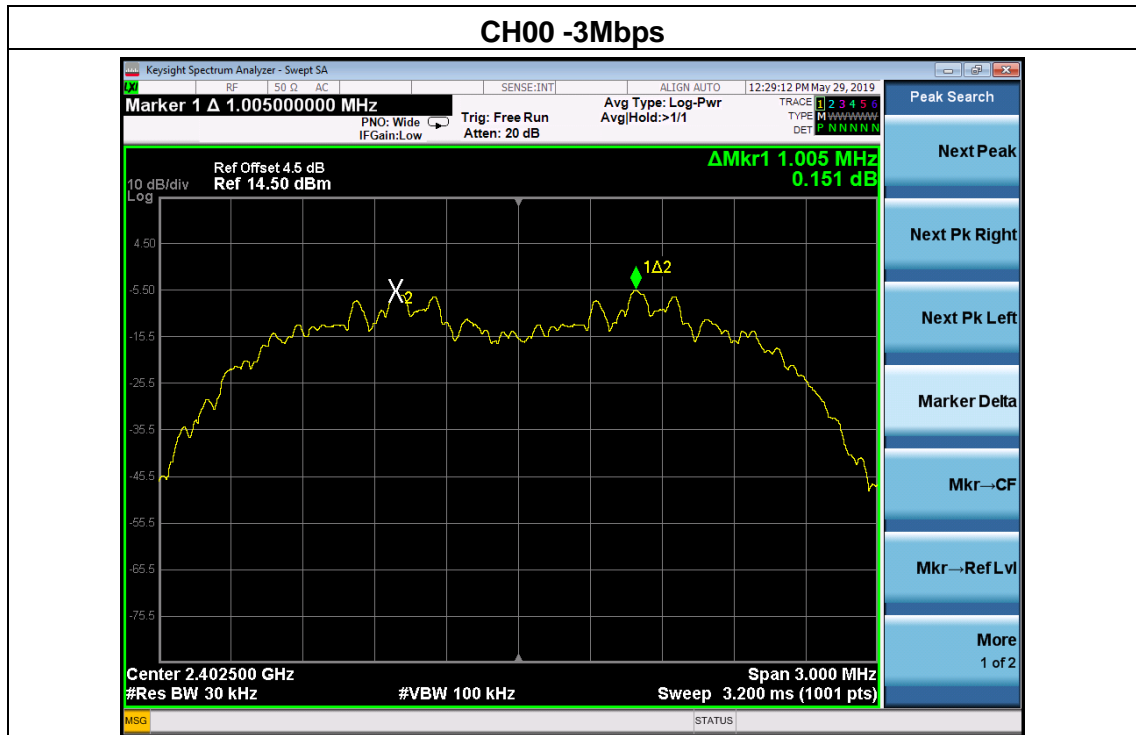 CH00 -3Mbps
Keysight Spectrum Analyzer - Swept SA
LXI RF 50 Ω AC SENSE:INT ALIGN AUTO 12:29:12 PM May 29, 2019
Marker 1 Δ 1.005000000 MHz
PNO: Wide Trig: Free Run Avg Type: Log-Pwr TRACE 1 2 3 4 5 6
IFGain:Low Atten: 20 dB Avg|Hold:>1/1 TYPE M WWWWW
DET P N N N N N
Peak Search
ΔMkr1 1.005 MHz
0.151 dB
Ref Offset 4.5 dB
10 dB/div Ref 14.50 dBm
Log
4.50
-5.50
-15.5
-25.5
-35.5
-45.5
-55.5
-65.5
-75.5
X2
1Δ2
Center 2.402500 GHz Span 3.000 MHz
#Res BW 30 kHz #VBW 100 kHz Sweep 3.200 ms (1001 pts)
Next Peak
Next Pk Right
Next Pk Left
Marker Delta
Mkr→CF
Mkr→Ref Lvl
More
1 of 2
MSG STATUS